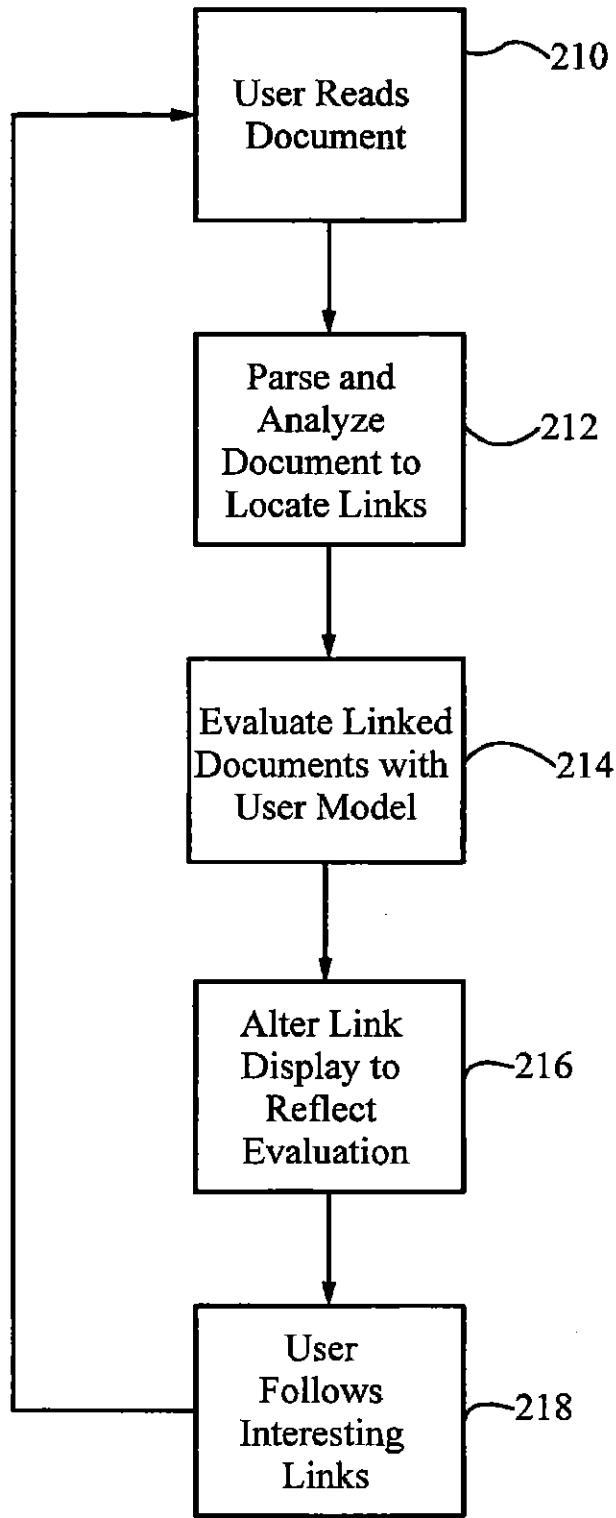 User Reads
Document
210
Parse and
Analyze
Document to
Locate Links
212
Evaluate Linked
Documents with
User Model
214
Alter Link
Display to
Reflect
Evaluation
216
User
Follows
Interesting
Links
218